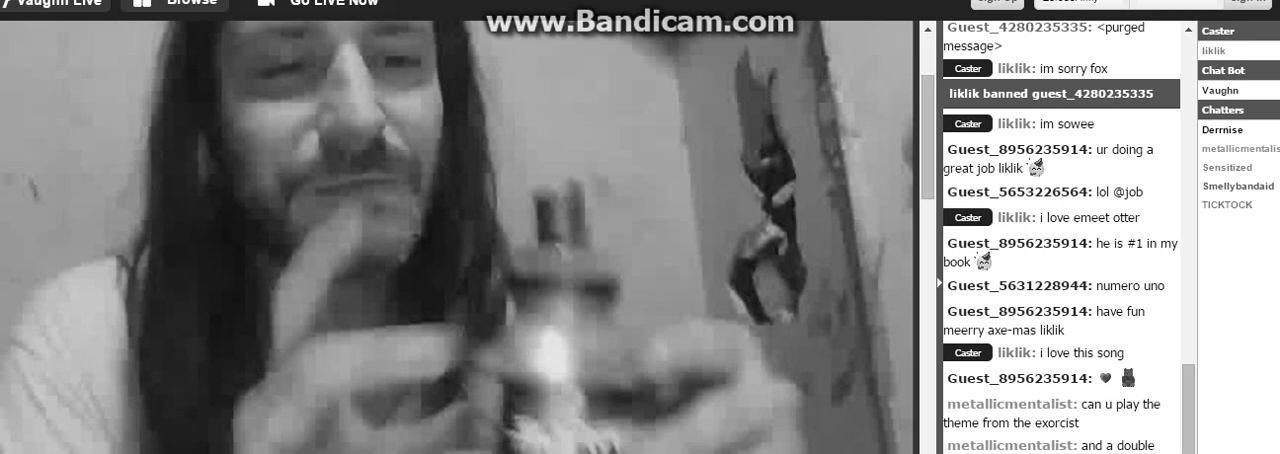 Vaughn Live Browse GO LIVE NOW Sign Up Sign In
www.Bandicam.com
Guest_4280235335: <purged
message>
Caster liklik: im sorry fox
liklik banned guest_4280235335
Caster liklik: im sowee
Guest_8956235914: ur doing a
great job liklik
Guest_5653226564: lol @job
Caster liklik: i love emeet otter
Guest_8956235914: he is #1 in my
book
Guest_5631228944: numero uno
Guest_8956235914: have fun
meerry axe-mas liklik
Caster liklik: i love this song
Guest_8956235914:
metallicmentalist: can u play the
theme from the exorcist
metallicmentalist: and a double
Caster
liklik
Chat Bot
Vaughn
Chatters
Derrnise
metallicmentalis
Sensitized
Smellybandaid
TICKTOCK